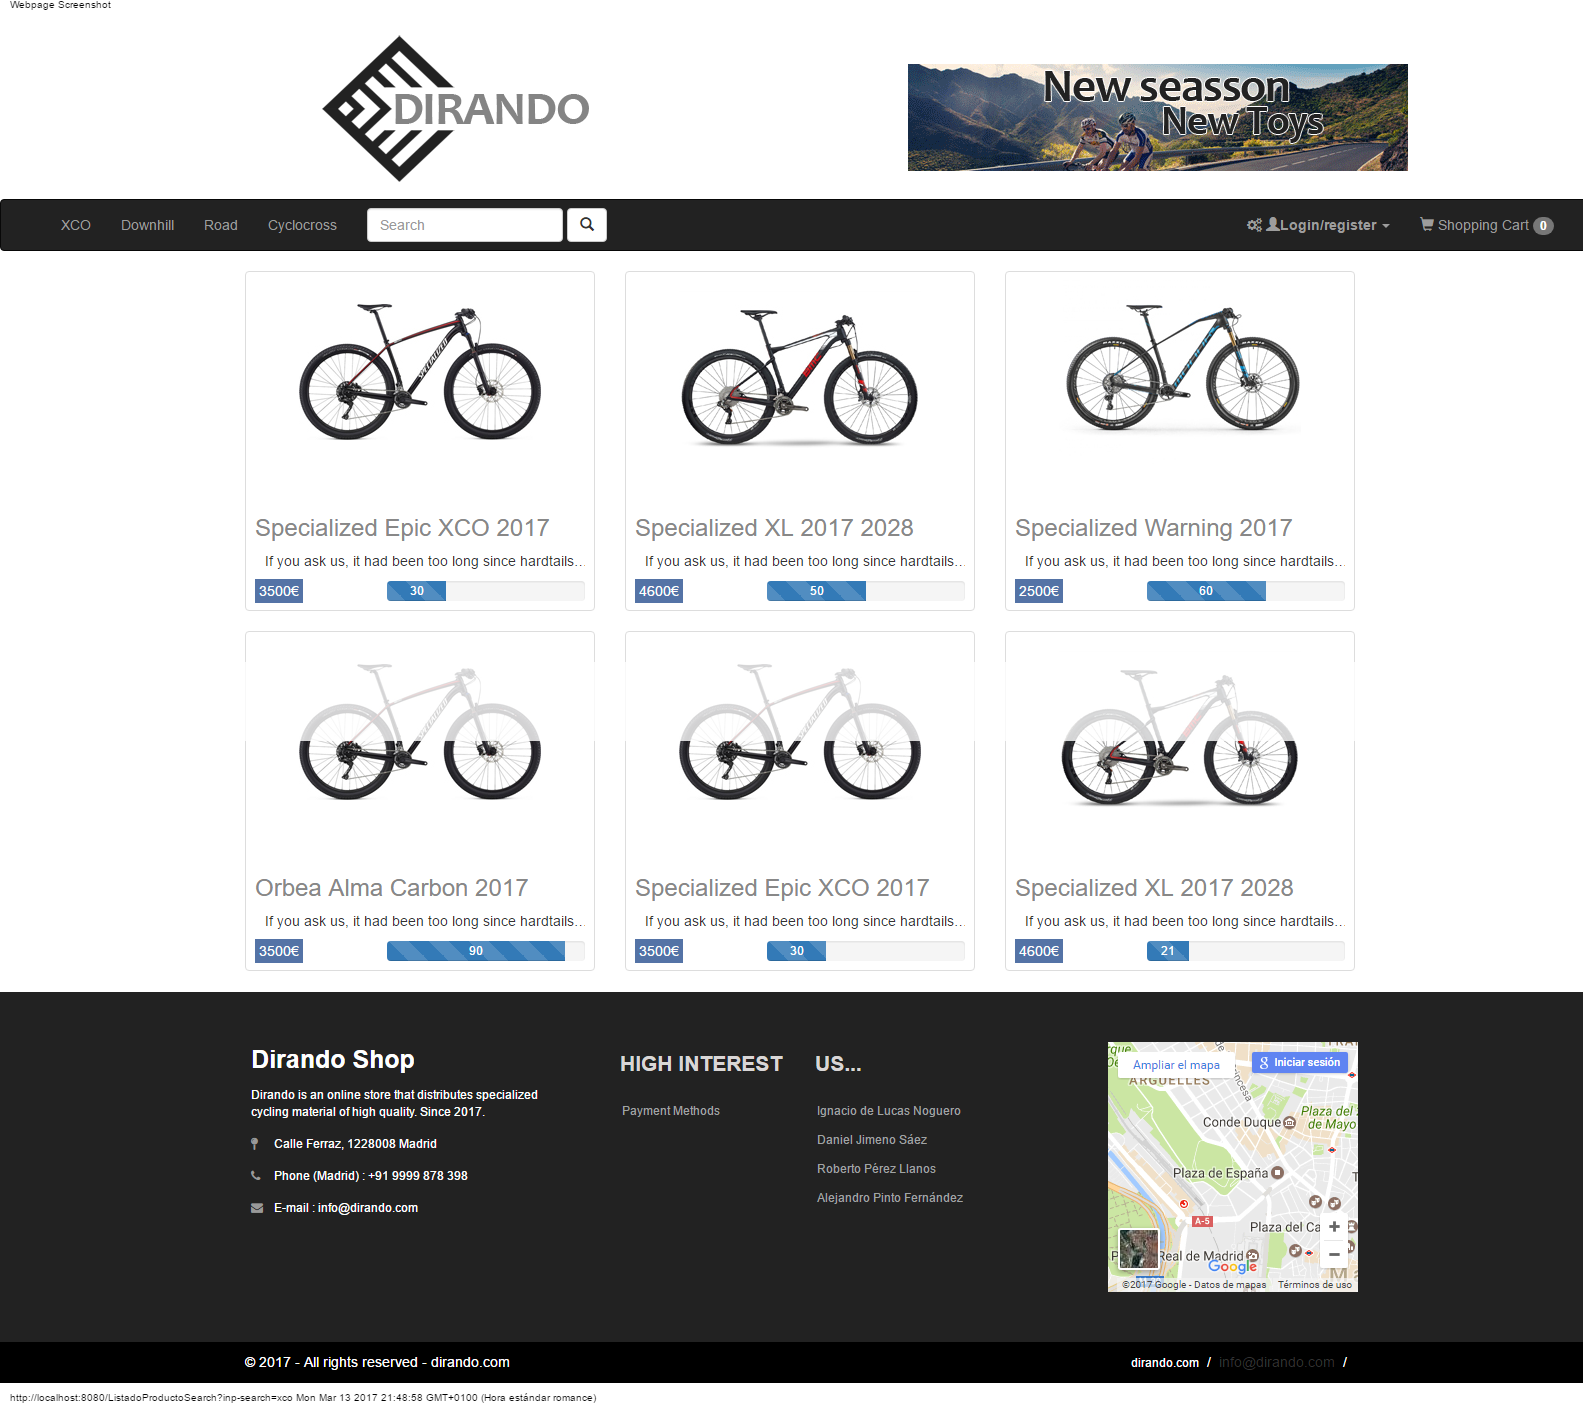 Webpage Screenshot
DIRANDO
New seasson
New Toys
XCO Downhill Road Cyclocross Search Login/register Shopping Cart 0
Specialized Epic XCO 2017
If you ask us, it had been too long since hardtails...
3500€ 30
Specialized XL 2017 2028
If you ask us, it had been too long since hardtails...
4600€ 50
Specialized Warning 2017
If you ask us, it had been too long since hardtails...
2500€ 60
Orbea Alma Carbon 2017
If you ask us, it had been too long since hardtails...
3500€ 90
Specialized Epic XCO 2017
If you ask us, it had been too long since hardtails...
3500€ 30
Specialized XL 2017 2028
If you ask us, it had been too long since hardtails...
4600€ 21
Dirando Shop
Dirando is an online store that distributes specialized
cycling material of high quality. Since 2017.
Calle Ferraz, 1228008 Madrid
Phone (Madrid) : +91 9999 878 398
E-mail : info@dirando.com
HIGH INTEREST
Payment Methods
US...
Ignacio de Lucas Noguero
Daniel Jimeno Sáez
Roberto Pérez Llanos
Alejandro Pinto Fernández
Ampliar el mapa
Iniciar sesión
ARGÜELLES
Conde Duque
Plaza del
de Mayo
Plaza de España
A-5
Plaza del
Real de Madrid
Google
©2017 Google - Datos de mapas Términos de uso
© 2017 - All rights reserved - dirando.com
dirando.com / info@dirando.com /
http://localhost:8080/ListadoProductoSearch?inp-search=xco Mon Mar 13 2017 21:48:58 GMT+0100 (Hora estándar romance)